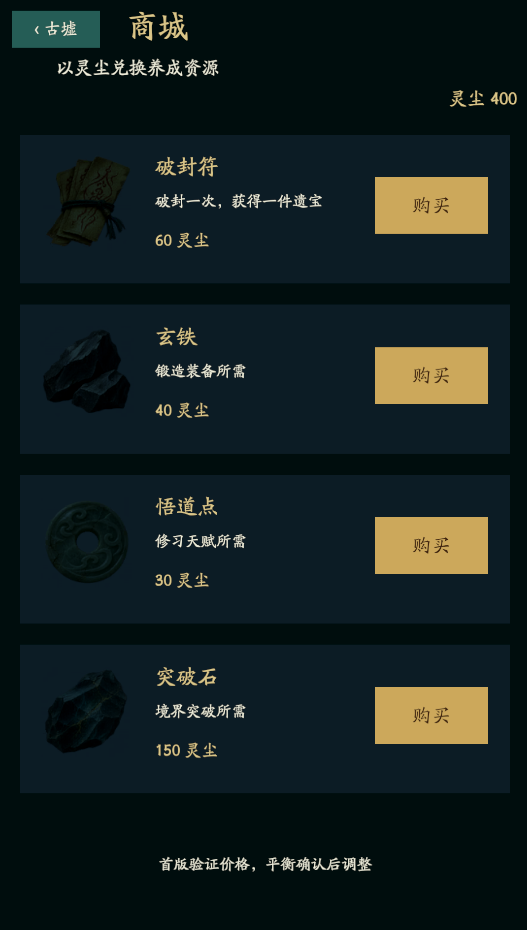 ‹ 古墟
商城
以灵尘兑换养成资源
灵尘 400
破封符
破封一次，获得一件遗宝
60 灵尘
购买
玄铁
锻造装备所需
40 灵尘
购买
悟道点
修习天赋所需
30 灵尘
购买
突破石
境界突破所需
150 灵尘
购买
首版验证价格，平衡确认后调整